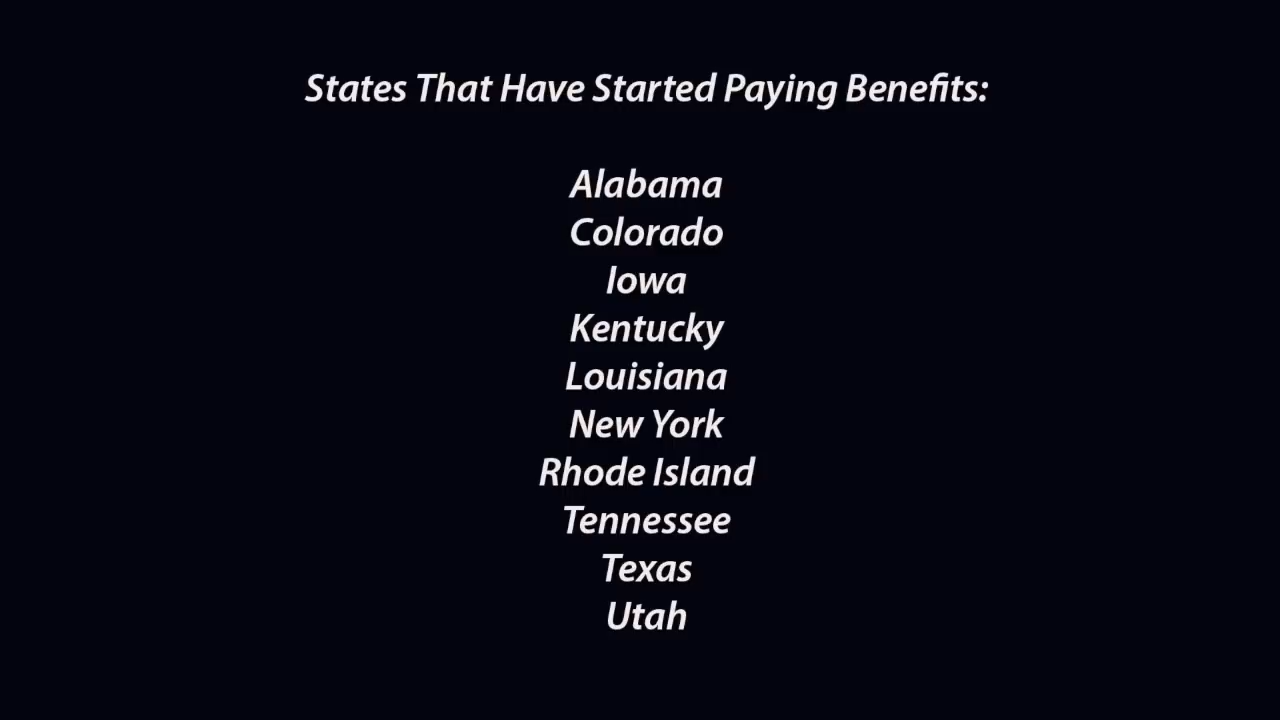 States That Have Started Paying Benefits:
Alabama
Colorado
Iowa
Kentucky
Louisiana
New York
Rhode Island
Tennessee
Texas
Utah